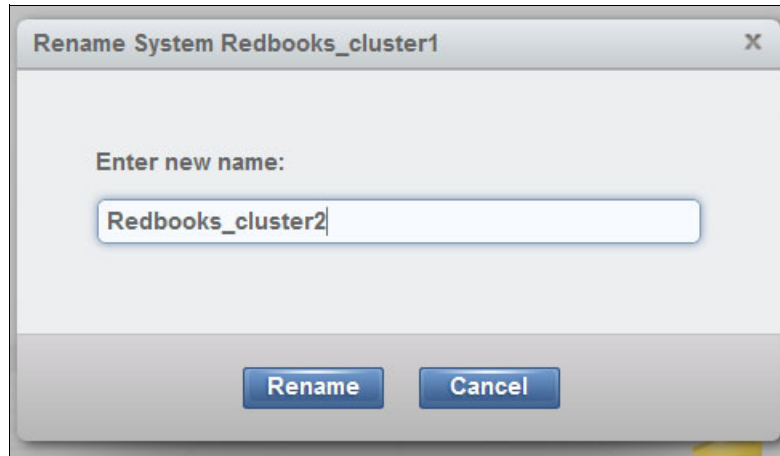 Rename System Redbooks_cluster1 x
Enter new name:
Redbooks_cluster2
Rename Cancel